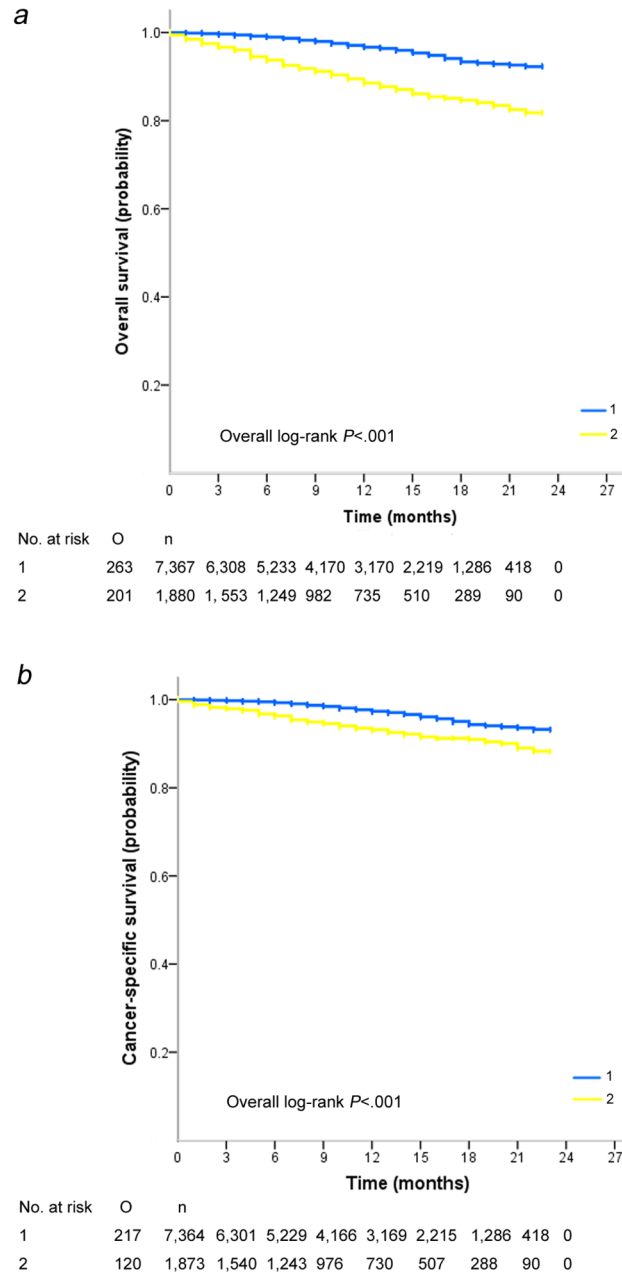 a
Overall survival (probability)
1.0
0.8
0.6
0.4
0.2
1
2
Overall log-rank P<.001
0 3 6 9 12 15 18 21 24 27
Time (months)
No. at risk O n
1 263 7,367 6,308 5,233 4,170 3,170 2,219 1,286 418 0
2 201 1,880 1, 553 1,249 982 735 510 289 90 0
b
Cancer-specific survival (probability)
1.0
0.8
0.6
0.4
0.2
1
2
Overall log-rank P<.001
0 3 6 9 12 15 18 21 24 27
Time (months)
No. at risk O n
1 217 7,364 6,301 5,229 4,166 3,169 2,215 1,286 418 0
2 120 1,873 1,540 1,243 976 730 507 288 90 0